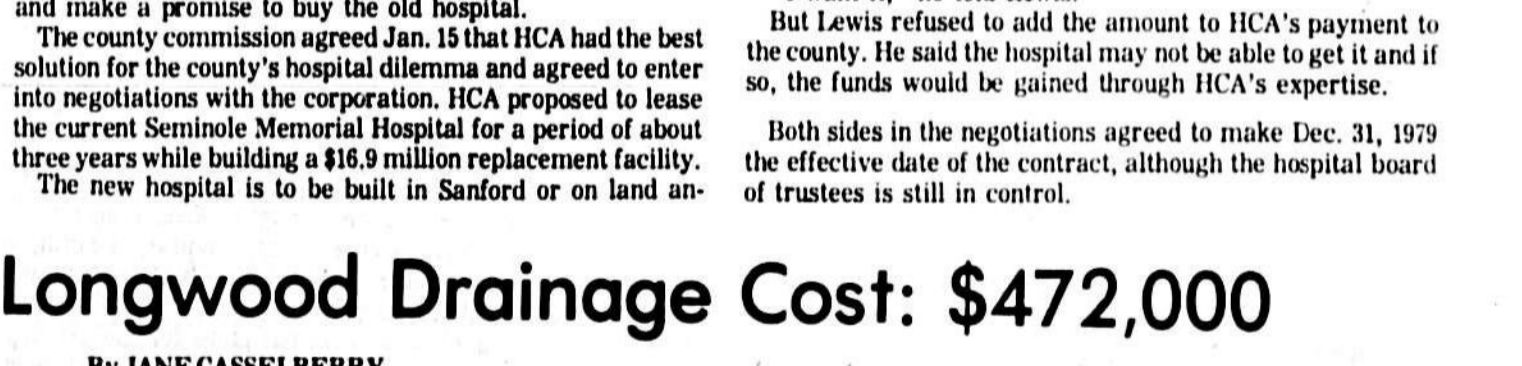 and make a promise to buy the old hospital.
The county commission agreed Jan. 15 that HCA had the best
solution for the county's hospital dilemma and agreed to enter
into negotiations with the corporation. HCA proposed to lease
the current Seminole Memorial Hospital for a period of about
three years while building a $16.9 million replacement facility.
The new hospital is to be built in Sanford or on land an-
But Lewis refused to add the amount to HCA's payment to
the county. He said the hospital may not be able to get it and if
so, the funds would be gained through HCA's expertise.
Both sides in the negotiations agreed to make Dec. 31, 1979
the effective date of the contract, although the hospital board
of trustees is still in control.
Longwood Drainage Cost: $472,000
By JANE CASSELBERRY